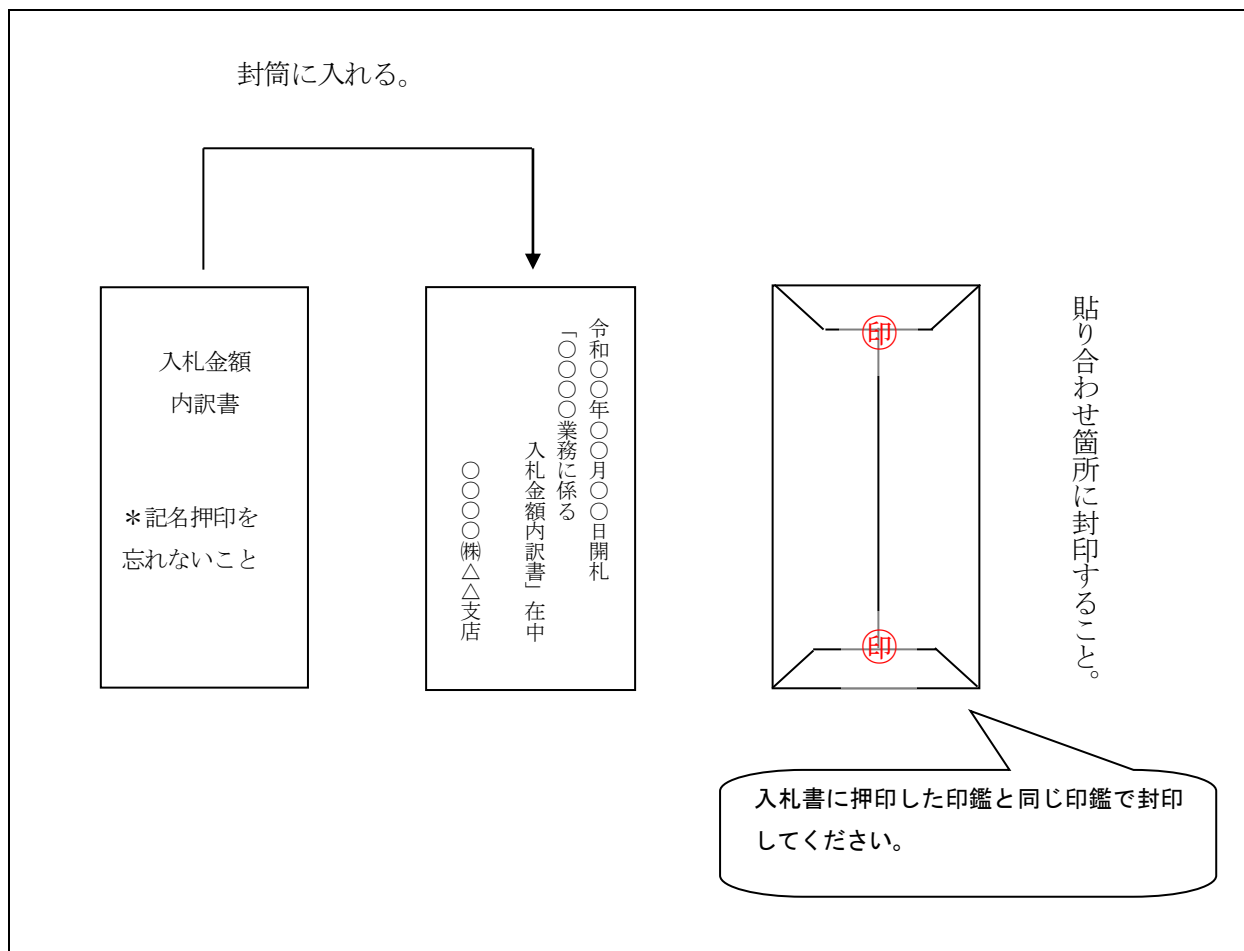 封筒に入れる。
入札金額
内訳書
＊記名押印を
忘れないこと
令和〇〇年〇〇月〇〇日開札
「〇〇〇〇業務に係る
入札金額内訳書」在中
〇〇〇〇㈱△△支店
印
印
貼り合わせ箇所に封印すること。
入札書に押印した印鑑と同じ印鑑で封印
してください。